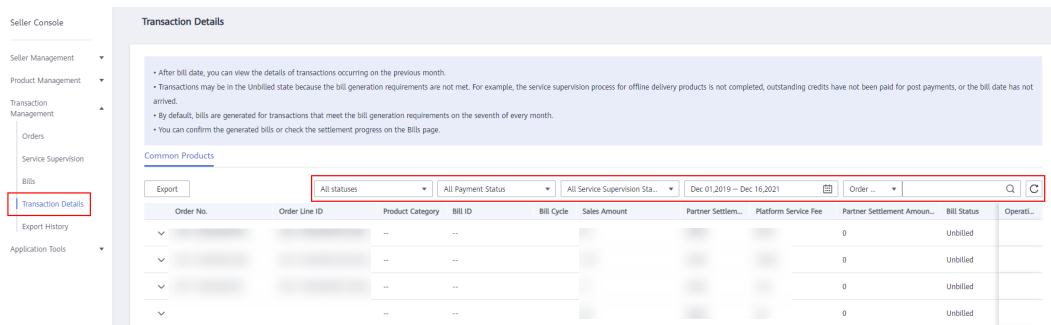 Seller Console
Transaction Details
Seller Management
Product Management
Transaction
Management
Orders
Service Supervision
Bills
Transaction Details
Export History
Application Tools
• After bill date, you can view the details of transactions occurring on the previous month.
• Transactions may be in the Unbilled state because the bill generation requirements are not met. For example, the service supervision process for offline delivery products is not completed, outstanding credits have not been paid for post payments, or the bill date has not
arrived.
• By default, bills are generated for transactions that meet the bill generation requirements on the seventh of every month.
• You can confirm the generated bills or check the settlement progress on the Bills page.
Common Products
Export All statuses All Payment Status All Service Supervision Sta... Dec 01,2019 – Dec 16,2021 Order ...
Order No. Order Line ID Product Category Bill ID Bill Cycle Sales Amount Partner Settlem... Platform Service Fee Partner Settlement Amoun... Bill Status Operati...
-- -- 0 Unbilled
-- -- 0 Unbilled
-- -- 0 Unbilled
-- -- 0 Unbilled